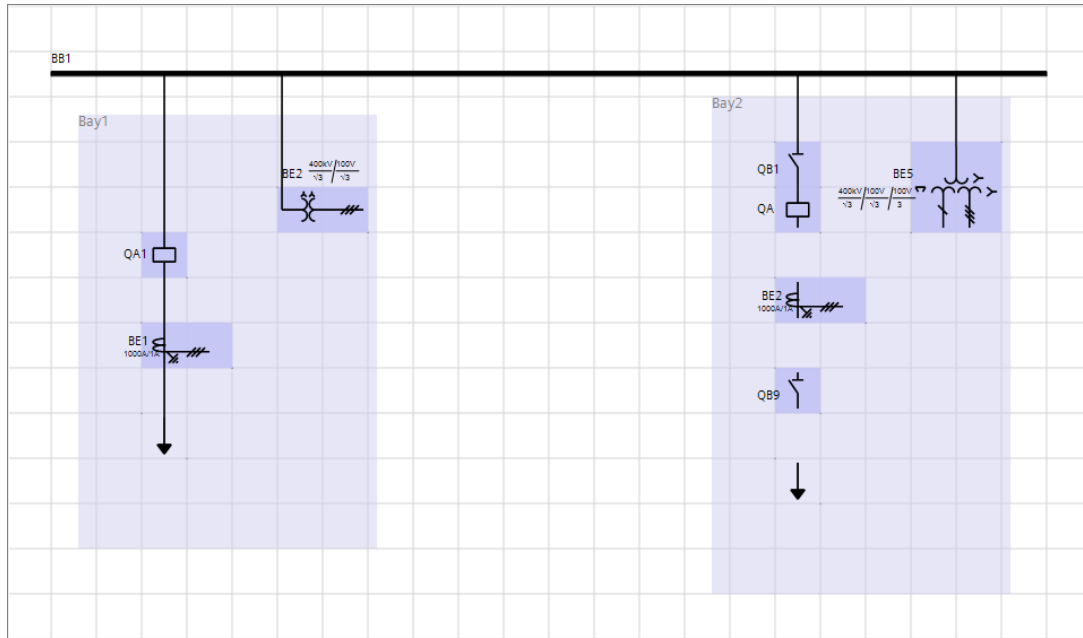 BB1
Bay1
BE2 400kV/√3 / 100V/√3
QA1
BE1
1000A/1A
Bay2
QB1
BE5
400kV/√3 / 100V/√3 / 100V/3
QA
BE2
1000A/1A
QB9